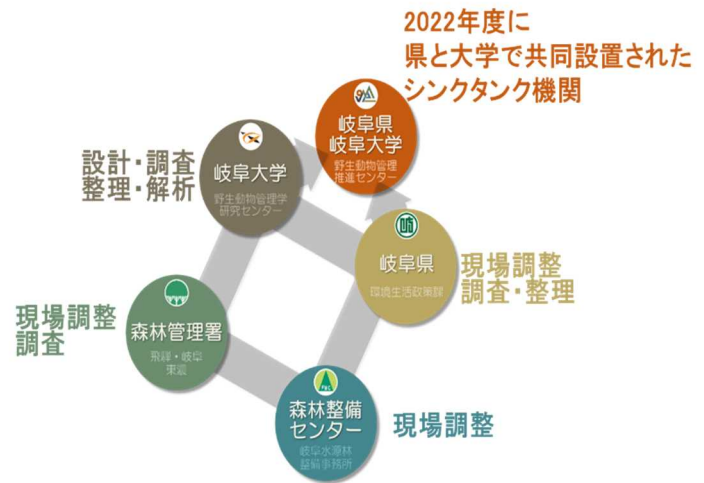 2022年度に
県と大学で共同設置された
シンクタンク機関
岐阜県
岐阜大学
野生動物管理
推進センター
設計・調査
整理・解析
岐阜大学
野生動物管理学
研究センター
岐阜県
環境生活政策課
現場調整
調査・整理
現場調整
調査
森林管理署
飛騨・岐阜
東濃
森林整備
センター
岐阜水源林
整備事務所
現場調整